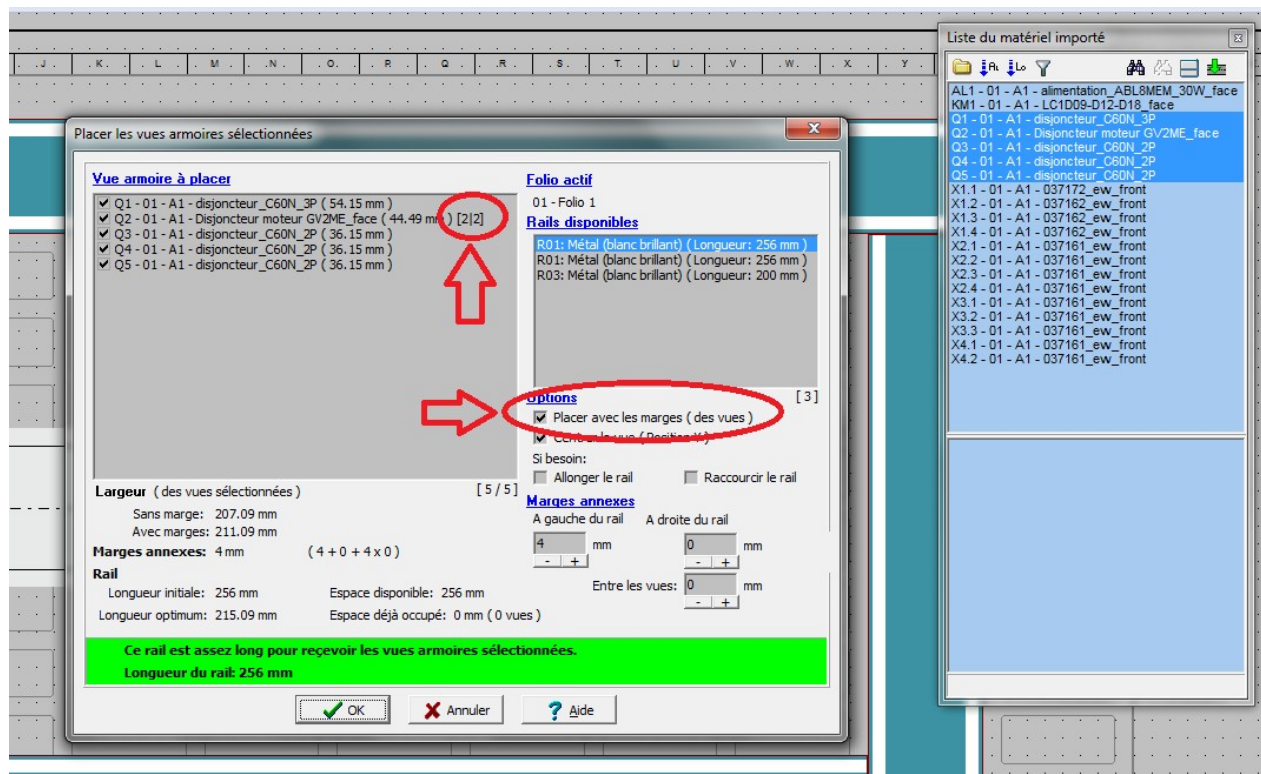 . J . K . L . M . N . O . P . Q . R . S . T . U . V . W . X . Y .
Placer les vues armoires sélectionnées
Vue armoire à placer
Q1 - 01 - A1 - disjoncteur_C60N_3P ( 54.15 mm )
Q2 - 01 - A1 - Disjoncteur moteur GV2ME_face ( 44.49 mm ) [2|2]
Q3 - 01 - A1 - disjoncteur_C60N_2P ( 36.15 mm )
Q4 - 01 - A1 - disjoncteur_C60N_2P ( 36.15 mm )
Q5 - 01 - A1 - disjoncteur_C60N_2P ( 36.15 mm )
[ 5 / 5 ]
Largeur ( des vues sélectionnées )
Sans marge: 207.09 mm
Avec marges: 211.09 mm
Marges annexes: 4 mm ( 4 + 0 + 4 x 0 )
Rail
Longueur initiale: 256 mm Espace disponible: 256 mm
Longueur optimum: 215.09 mm Espace déjà occupé: 0 mm ( 0 vues )
Folio actif
01 - Folio 1
Rails disponibles
R01: Métal (blanc brillant) ( Longueur: 256 mm )
R01: Métal (blanc brillant) ( Longueur: 256 mm )
R03: Métal (blanc brillant) ( Longueur: 200 mm )
[ 3 ]
Options
Placer avec les marges ( des vues )
Centrer la vue ( Position Y )
Si besoin:
Allonger le rail Raccourcir le rail
Marges annexes
A gauche du rail A droite du rail
4 mm 0 mm
- + - +
Entre les vues: 0 mm
- +
Ce rail est assez long pour reçevoir les vues armoires sélectionnées.
Longueur du rail: 256 mm
OK Annuler Aide
Liste du matériel importé
AL1 - 01 - A1 - alimentation_ABL8MEM_30W_face
KM1 - 01 - A1 - LC1D09-D12-D18_face
Q1 - 01 - A1 - disjoncteur_C60N_3P
Q2 - 01 - A1 - Disjoncteur moteur GV2ME_face
Q3 - 01 - A1 - disjoncteur_C60N_2P
Q4 - 01 - A1 - disjoncteur_C60N_2P
Q5 - 01 - A1 - disjoncteur_C60N_2P
X1.1 - 01 - A1 - 037172_ew_front
X1.2 - 01 - A1 - 037162_ew_front
X1.3 - 01 - A1 - 037162_ew_front
X1.4 - 01 - A1 - 037162_ew_front
X2.1 - 01 - A1 - 037161_ew_front
X2.2 - 01 - A1 - 037161_ew_front
X2.3 - 01 - A1 - 037161_ew_front
X2.4 - 01 - A1 - 037161_ew_front
X3.1 - 01 - A1 - 037161_ew_front
X3.2 - 01 - A1 - 037161_ew_front
X3.3 - 01 - A1 - 037161_ew_front
X4.1 - 01 - A1 - 037161_ew_front
X4.2 - 01 - A1 - 037161_ew_front